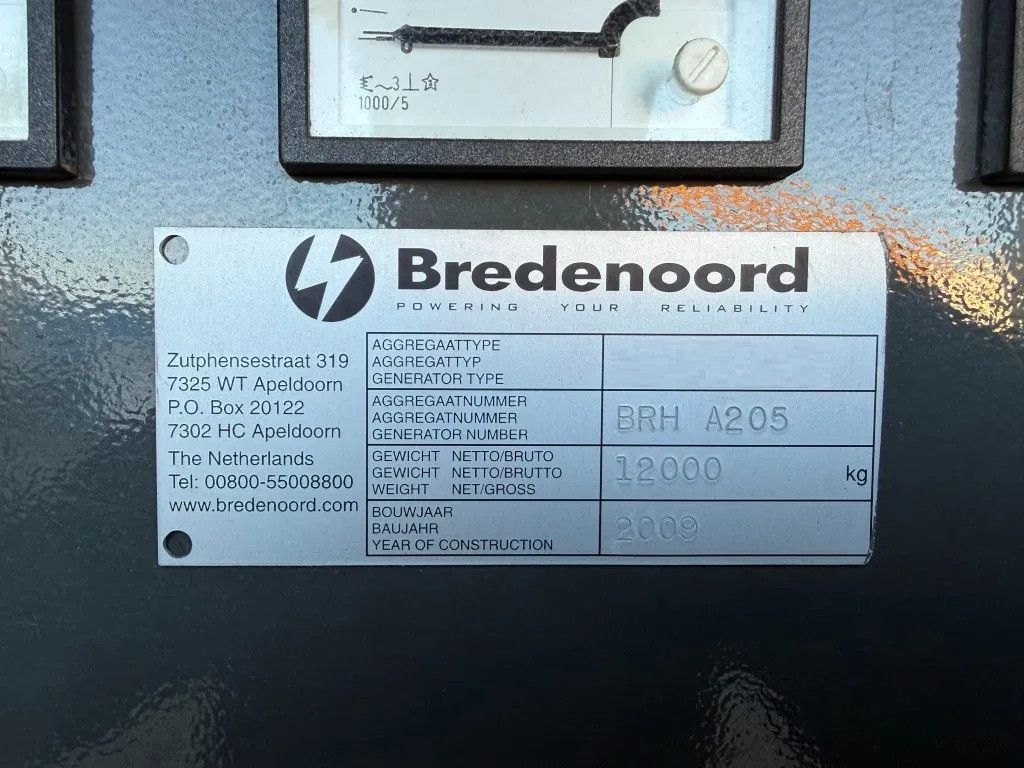 1000/5
Bredenoord
POWERING YOUR RELIABILITY
Zutphensestraat 319
7325 WT Apeldoorn
P.O. Box 20122
7302 HC Apeldoorn
The Netherlands
Tel: 00800-55008800
www.bredenoord.com
AGGREGAATTYPE
AGGREGATTYP
GENERATOR TYPE
AGGREGAATNUMMER
AGGREGATNUMMER
GENERATOR NUMBER
BRH A205
GEWICHT NETTO/BRUTO
GEWICHT NETTO/BRUTTO
WEIGHT NET/GROSS
12000 kg
BOUWJAAR
BAUJAHR
YEAR OF CONSTRUCTION
2009